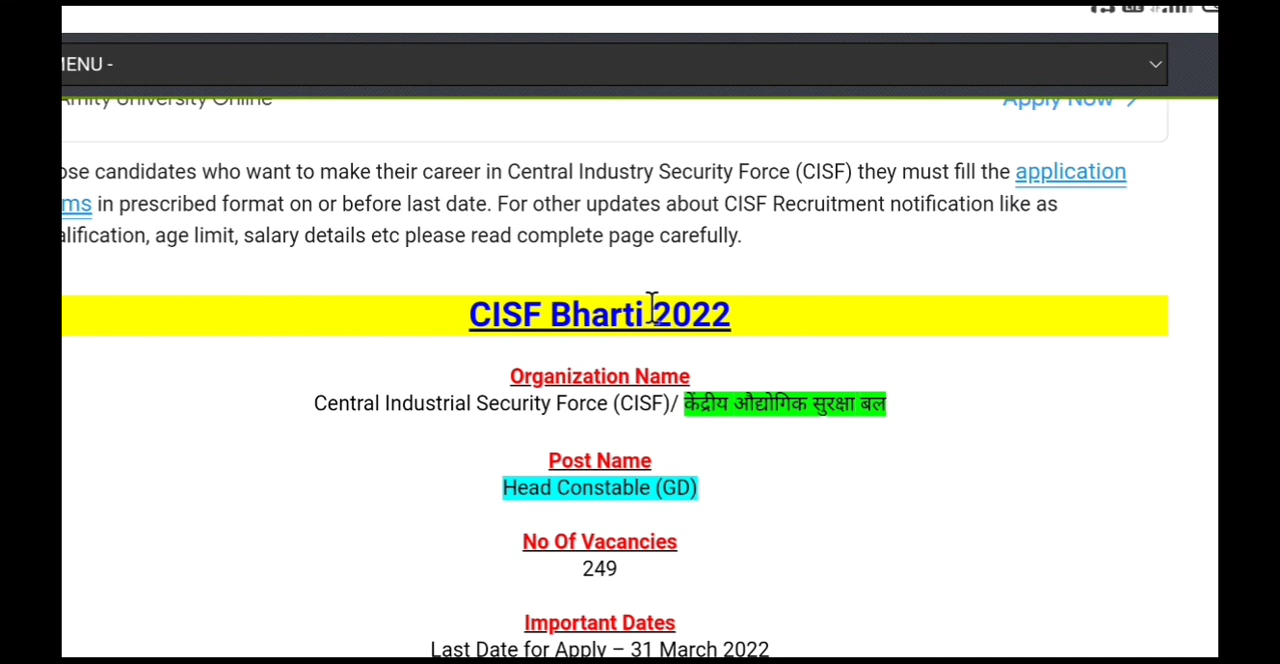 MENU -
Amity University Online
Apply Now
ose candidates who want to make their career in Central Industry Security Force (CISF) they must fill the application
ms in prescribed format on or before last date. For other updates about CISF Recruitment notification like as
alification, age limit, salary details etc please read complete page carefully.
CISF Bharti 2022
Organization Name
Central Industrial Security Force (CISF)/ केंद्रीय औद्योगिक सुरक्षा बल
Post Name
Head Constable (GD)
No Of Vacancies
249
Important Dates
Last Date for Apply – 31 March 2022